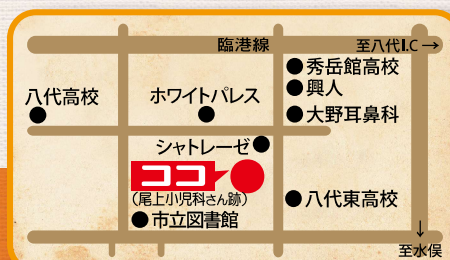 臨港線
至八代I.C→
秀岳館高校
興人
大野耳鼻科
八代高校
ホワイトパレス
シャトレーゼ
ココ
(尾上小児科さん跡)
市立図書館
八代東高校
↓
至水俣